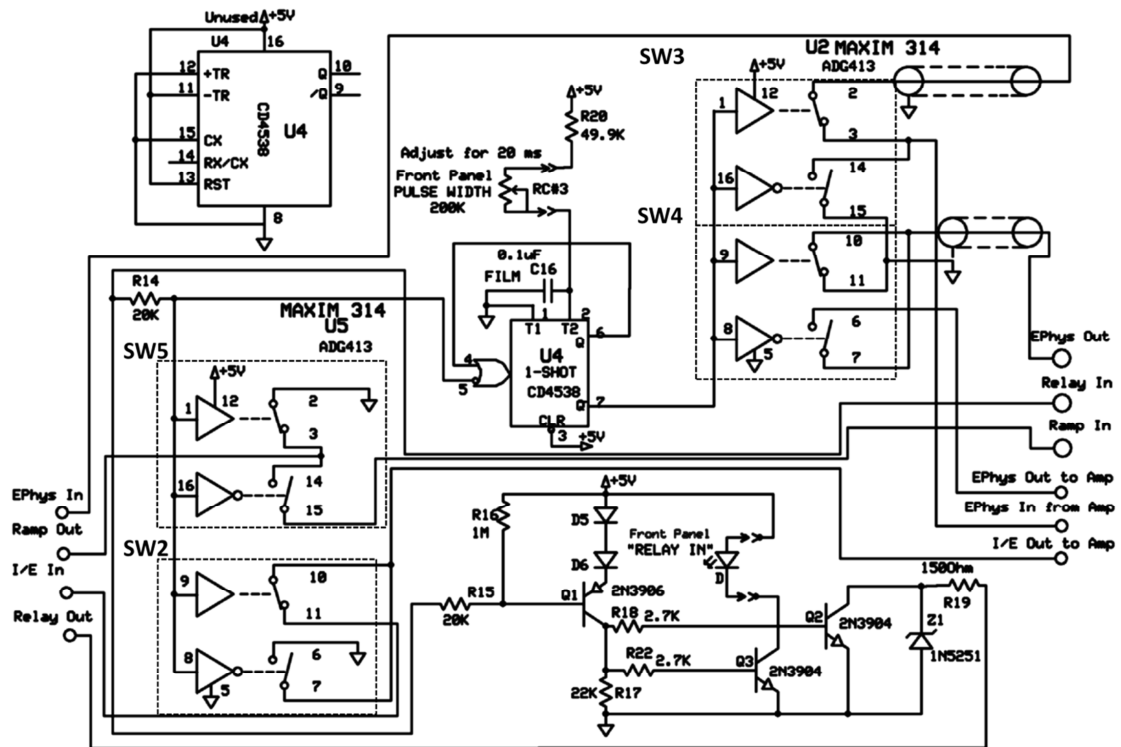 Unused
+5V
U4
16
12
+TR
Q
10
11
-TR
/Q
9
CD4538
U4
15
CX
14
RX/CX
13
RST
8
+5V
R20
49.9K
Adjust for 20 ms
Front Panel
PULSE WIDTH
200K
RC#3
0.1uF
FILM
C16
1
2
T1
T2
Q
6
4
5
U4
1-SHOT
CD4538
Q
7
CLR
3
+5V
SW3
U2 MAXIM 314
ADG413
+5V
1
12
2
3
16
14
15
SW4
9
10
11
8
5
6
7
EPhys Out
Relay In
Ramp In
EPhys Out to Amp
EPhys In from Amp
I/E Out to Amp
R14
20K
MAXIM 314
U5
ADG413
SW5
+5V
1
12
2
3
16
14
15
SW2
9
10
11
8
5
6
7
EPhys In
Ramp Out
I/E In
Relay Out
+5V
R16
1M
D5
D6
Front Panel
"RELAY IN"
D
R15
20K
Q1
2N3906
R18
2.7K
Q2
2N3904
R22
2.7K
Q3
2N3904
22K
R17
150Ohm
R19
Z1
1N5251